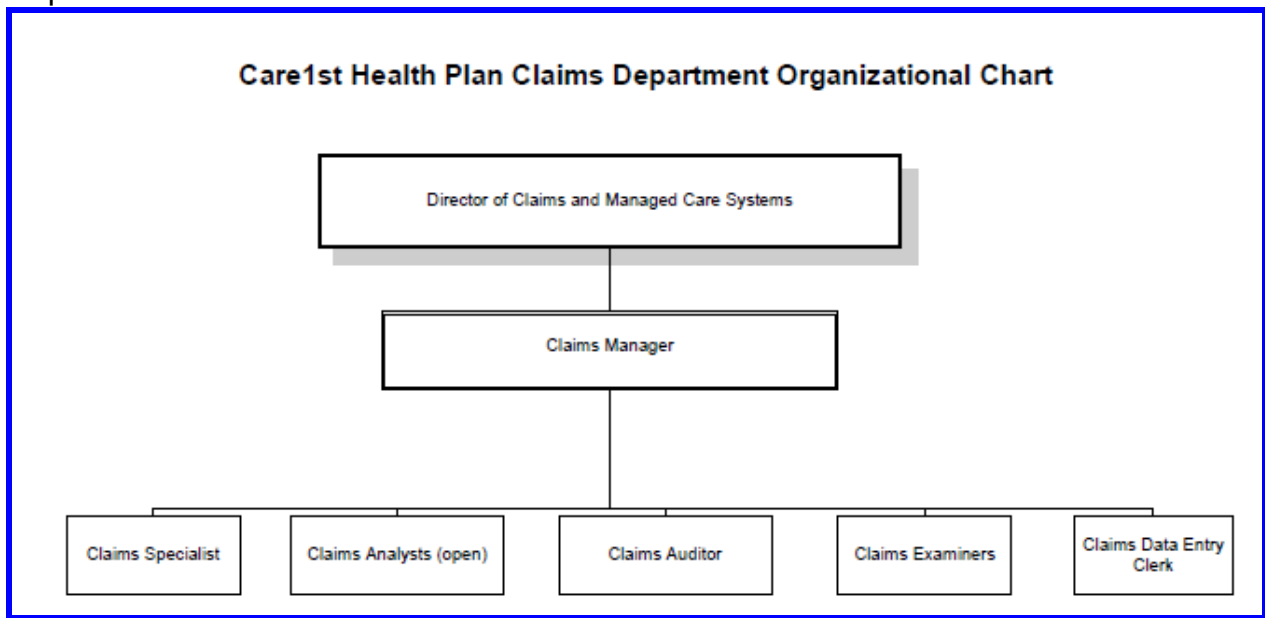 Care1st Health Plan Claims Department Organizational Chart
Director of Claims and Managed Care Systems
Claims Manager
Claims Specialist
Claims Analysts (open)
Claims Auditor
Claims Examiners
Claims Data Entry
Clerk